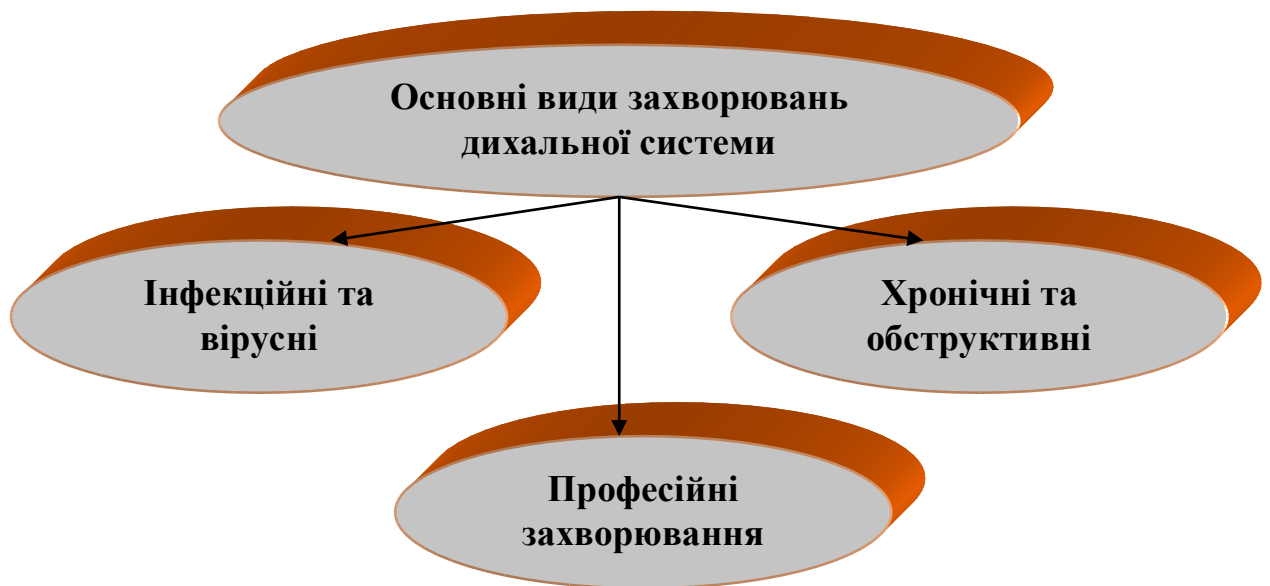 Основні види захворювань
дихальної системи
Інфекційні та
вірусні
Хронічні та
обструктивні
Професійні
захворювання